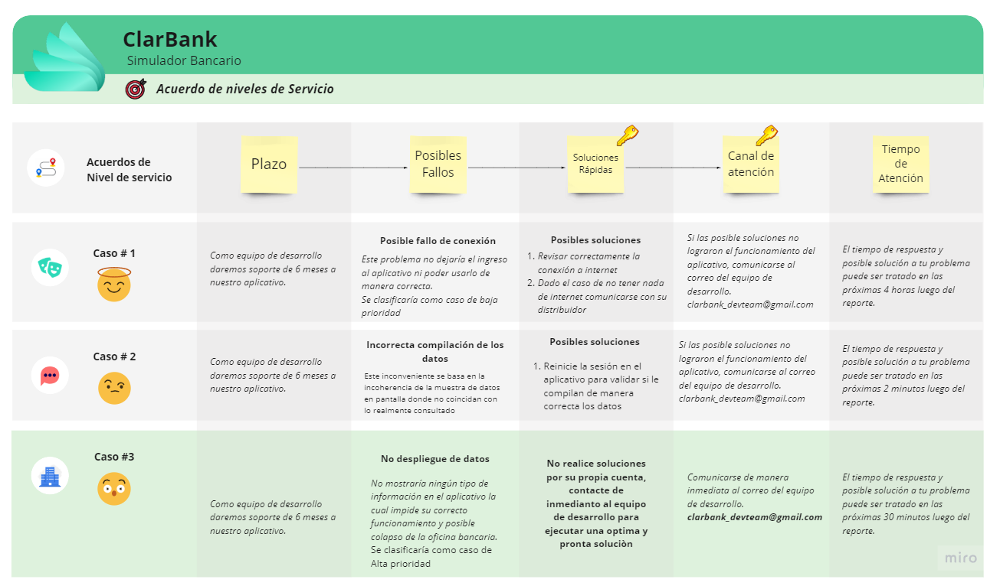 ClarBank
Simulador Bancario
Acuerdo de niveles de Servicio
Acuerdos de
Nivel de servicio
Plazo
Posibles
Fallos
Soluciones
Rápidas
Canal de
atención
Tiempo
de
Atención
Caso # 1
Como equipo de desarrollo
daremos soporte de 6 meses a
nuestro aplicativo.
Posible fallo de conexión
Este problema no dejaría el ingreso
al aplicativo ni poder usarlo de
manera correcta.
Se clasificaría como caso de baja
prioridad
Posibles soluciones
1. Revisar correctamente la
conexión a internet
2. Dado el caso de no tener nada
de internet comunicarse con su
distribuidor
Si las posible soluciones no
lograron el funcionamiento del
aplicativo, comunicarse al
correo del equipo de
desarrollo.
clarbank_devteam@gmail.com
El tiempo de respuesta y
posible solución a tu problema
puede ser tratado en las
próximas 4 horas luego del
reporte.
Caso # 2
Como equipo de desarrollo
daremos soporte de 6 meses a
nuestro aplicativo.
Incorrecta compilación de los
datos
Este inconveniente se basa en la
incoherencia de la muestra de datos
en pantalla donde no coincidan con
lo realmente consultado
Posibles soluciones
1. Reinicie la sesión en el
aplicativo para validar si le
compilan de manera
correcta los datos
Si las posible soluciones no
lograron el funcionamiento del
aplicativo, comunicarse al correo
del equipo de desarrollo.
clarbank_devteam@gmail.com
El tiempo de respuesta y
posible solución a tu problema
puede ser tratado en las
próximas 2 minutos luego del
reporte.
Caso #3
Como equipo de desarrollo
daremos soporte de 6 meses a
nuestro aplicativo.
No despliegue de datos
No mostraría ningún tipo de
información en el aplicativo la
cual impide su correcto
funcionamiento y posible
colapso de la oficina bancaria.
Se clasificaría como caso de
Alta prioridad
No realice soluciones
por su propia cuenta,
contacte de
inmedianto al equipo
de desarrollo para
ejecutar una optima y
pronta soluciòn
Comunicarse de manera
inmediata al correo del equipo
de desarrollo.
clarbank_devteam@gmail.com
El tiempo de respuesta y
posible solución a tu problema
puede ser tratado en las
próximas 30 minutos luego del
reporte.
miro